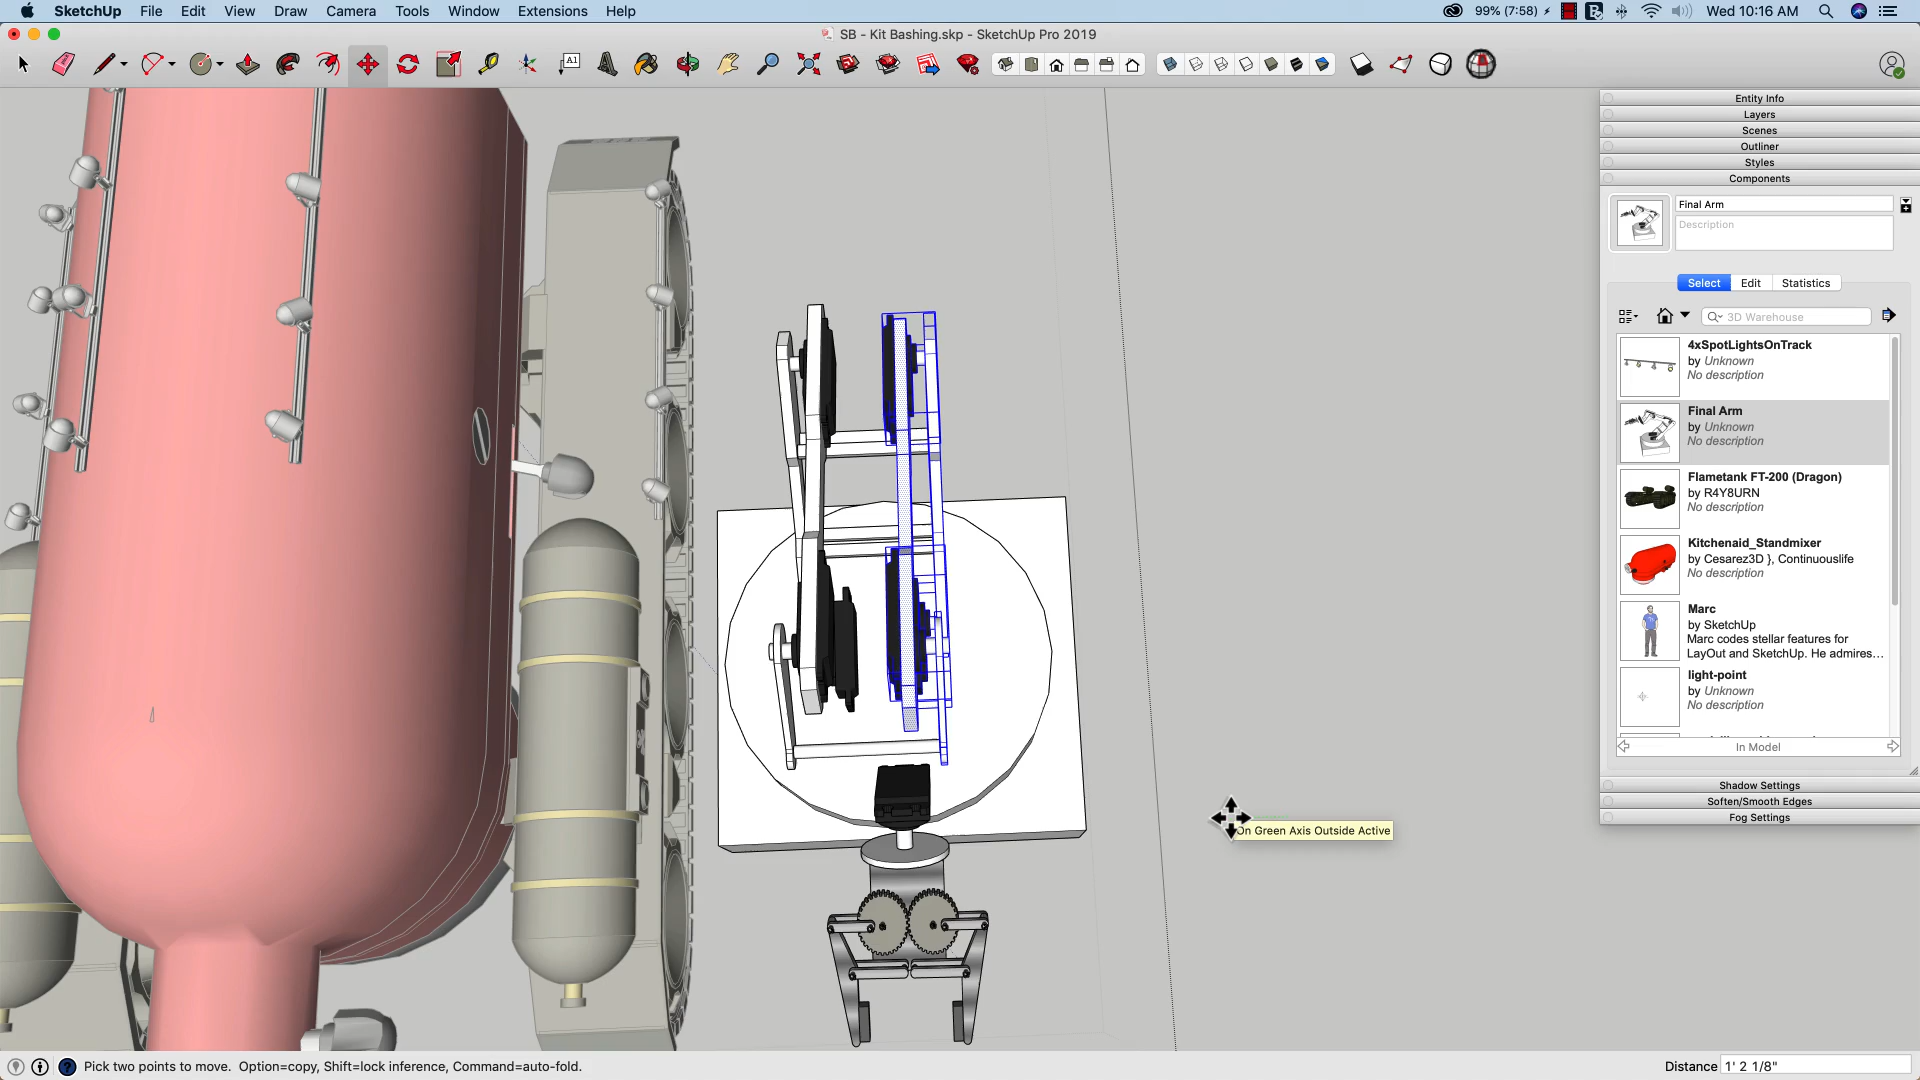 SketchUp File Edit View Draw Camera Tools Window Extensions Help 99% (7:58) Wed 10:16 AM
SB - Kit Bashing.skp - SketchUp Pro 2019
A1
Entity Info
Layers
Scenes
Outliner
Styles
Components
Final Arm
Description
Select Edit Statistics
3D Warehouse
4xSpotLightsOnTrack
by Unknown
No description
Final Arm
by Unknown
No description
Flametank FT-200 (Dragon)
by R4Y8URN
No description
Kitchenaid_Standmixer
by Cesarez3D }, Continuouslife
No description
Marc
by SketchUp
Marc codes stellar features for
LayOut and SketchUp. He admires...
light-point
by Unknown
No description
In Model
Shadow Settings
Soften/Smooth Edges
Fog Settings
On Green Axis Outside Active
Pick two points to move. Option=copy, Shift=lock inference, Command=auto-fold.
Distance 1' 2 1/8"